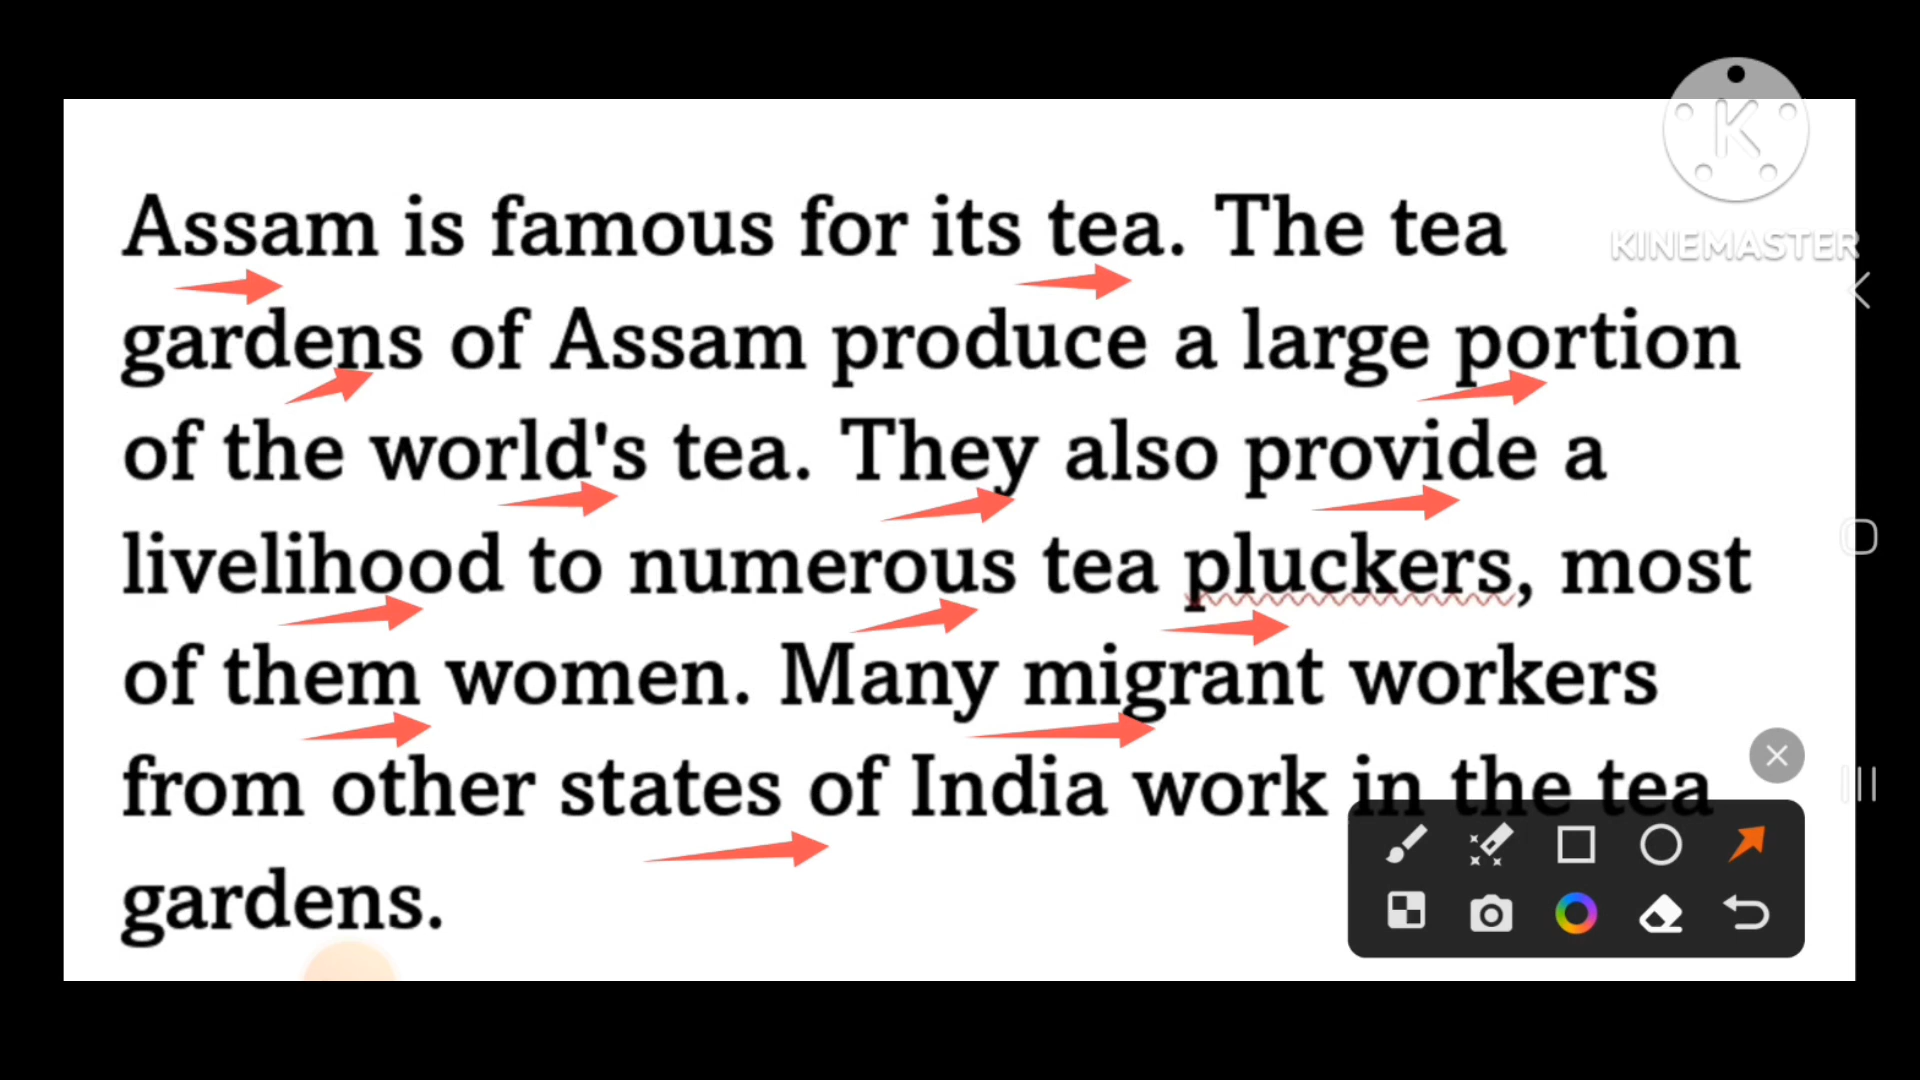 Assam is famous for its tea. The tea
gardens of Assam produce a large portion
of the world's tea. They also provide a
livelihood to numerous tea pluckers, most
of them women. Many migrant workers
from other states of India work in the tea
gardens.
K
KINEMASTER